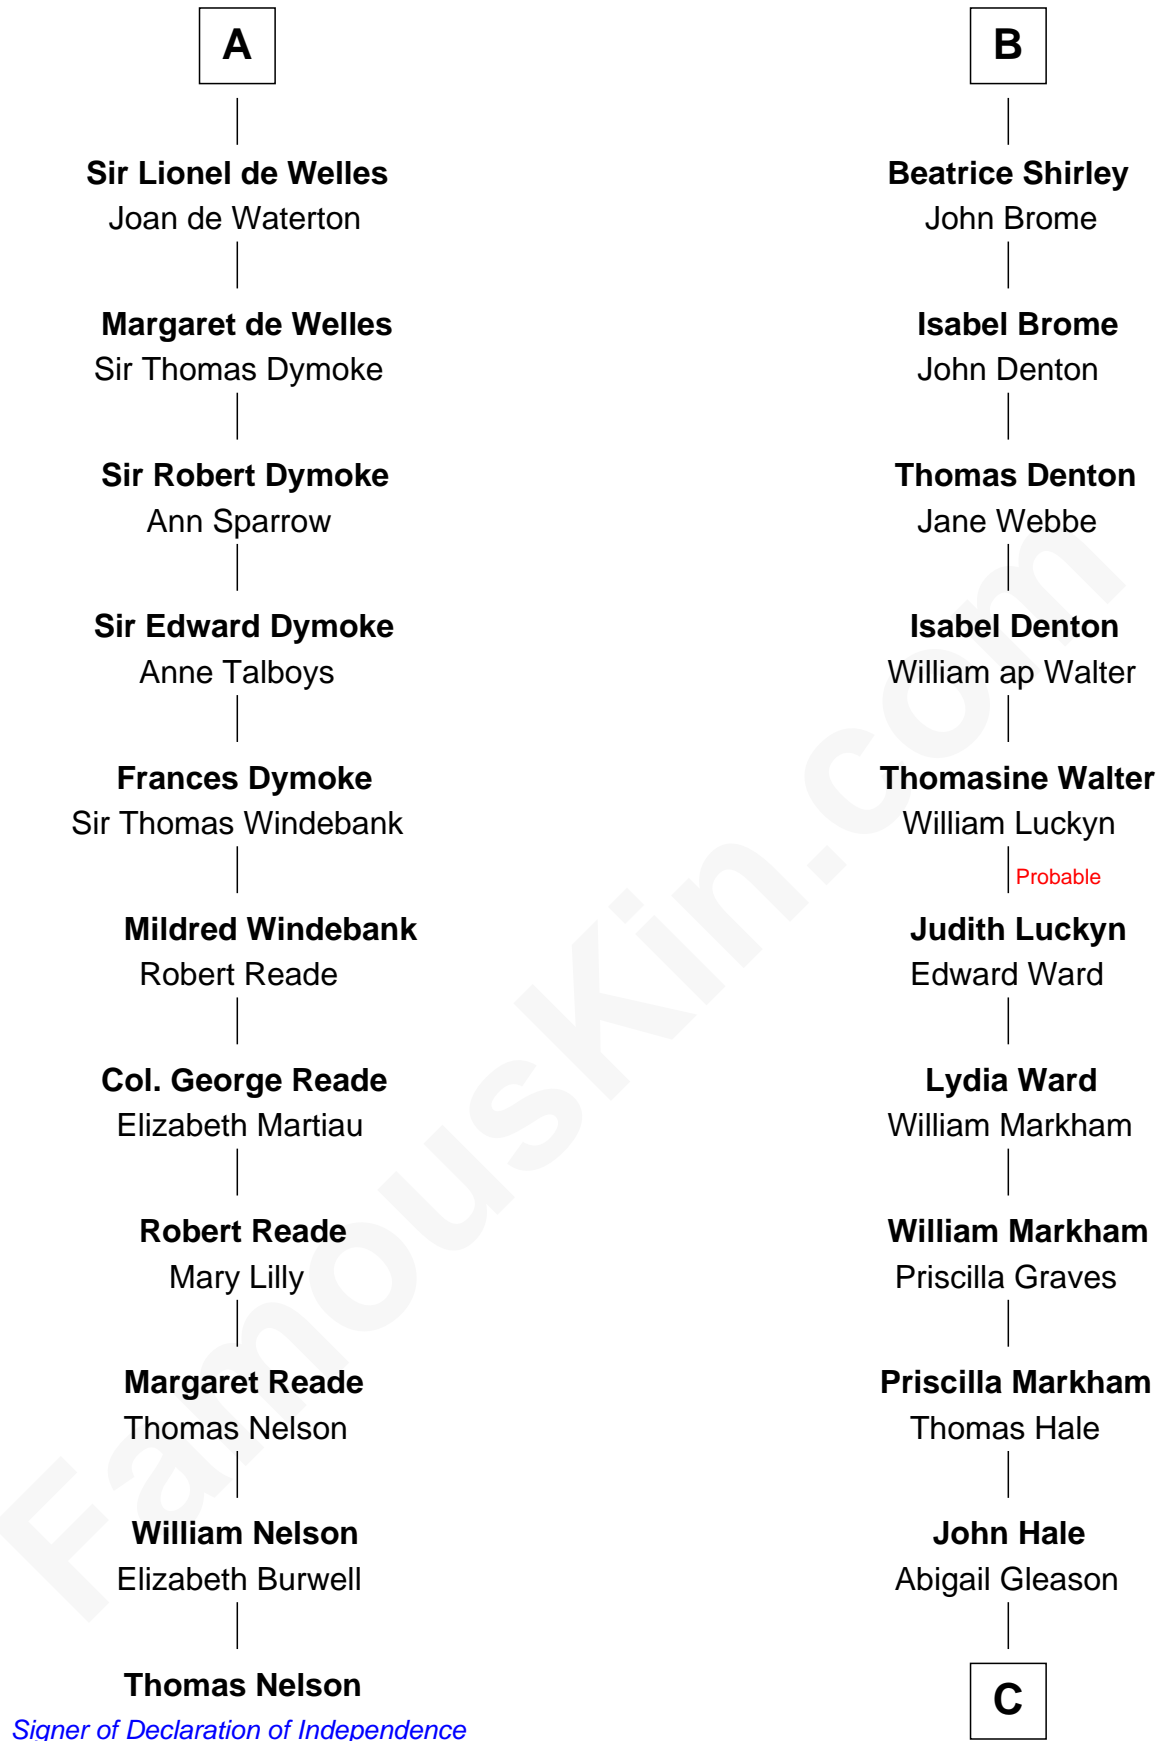 A
Sir Lionel de Welles
Joan de Waterton
Margaret de Welles
Sir Thomas Dymoke
Sir Robert Dymoke
Ann Sparrow
Sir Edward Dymoke
Anne Talboys
Frances Dymoke
Sir Thomas Windebank
Mildred Windebank
Robert Reade
Col. George Reade
Elizabeth Martiau
Robert Reade
Mary Lilly
Margaret Reade
Thomas Nelson
William Nelson
Elizabeth Burwell
Thomas Nelson
Signer of Declaration of Independence
B
Beatrice Shirley
John Brome
Isabel Brome
John Denton
Thomas Denton
Jane Webbe
Isabel Denton
William ap Walter
Thomasine Walter
William Luckyn
Probable
Judith Luckyn
Edward Ward
Lydia Ward
William Markham
William Markham
Priscilla Graves
Priscilla Markham
Thomas Hale
John Hale
Abigail Gleason
C
FamousKin.com